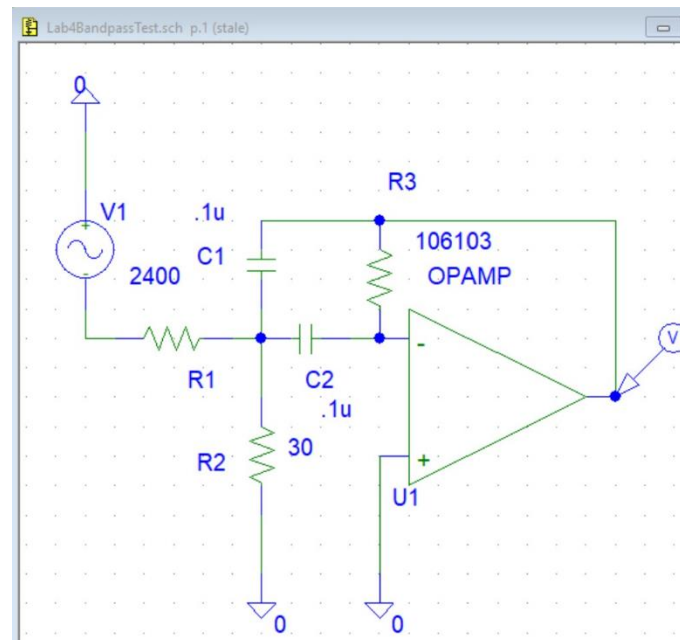 Lab4BandpassTest.sch p.1 (stale)
0
R3
V1
.1u
+
C1
106103
2400
OPAMP
-
-
R1
C2
V
.1u
R2
30
+
U1
0
0